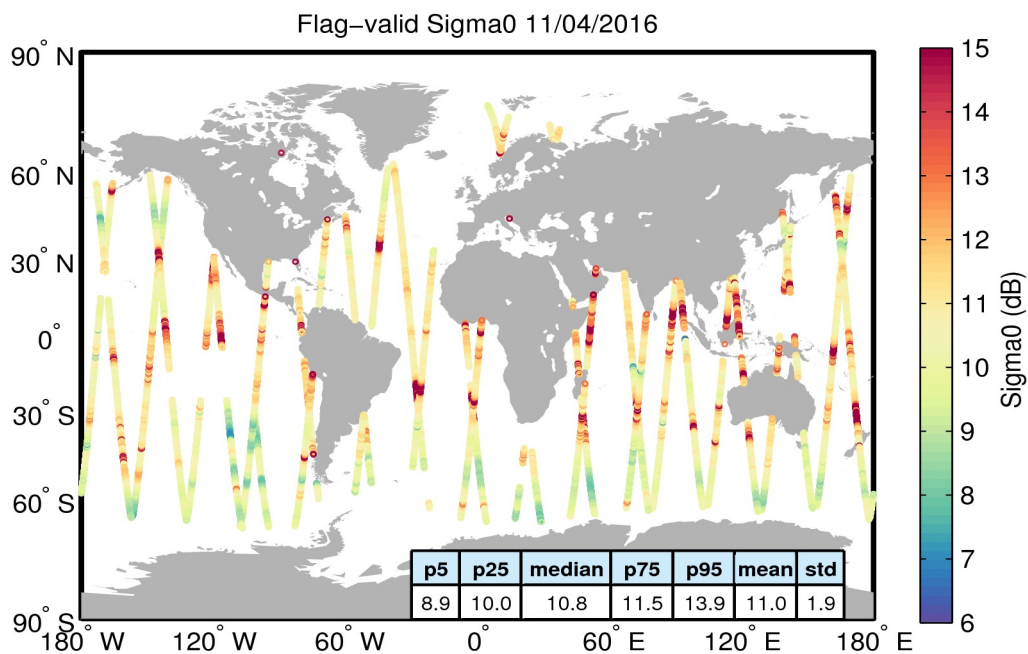 Flag-valid Sigma0 11/04/2016
90° N
60° N
30° N
0°
30° S
60° S
90° S
180° W
120° W
60° W
0°
60° E
120° E
180° E
p5 p25 median p75 p95 mean std
8.9 10.0 10.8 11.5 13.9 11.0 1.9
15
14
13
12
11
10
9
8
7
6
Sigma0 (dB)